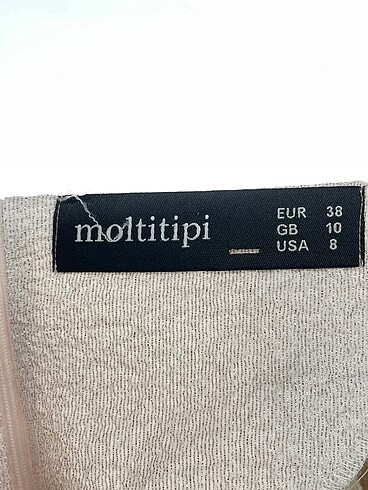 moltitipi
EUR 38
GB 10
USA 8